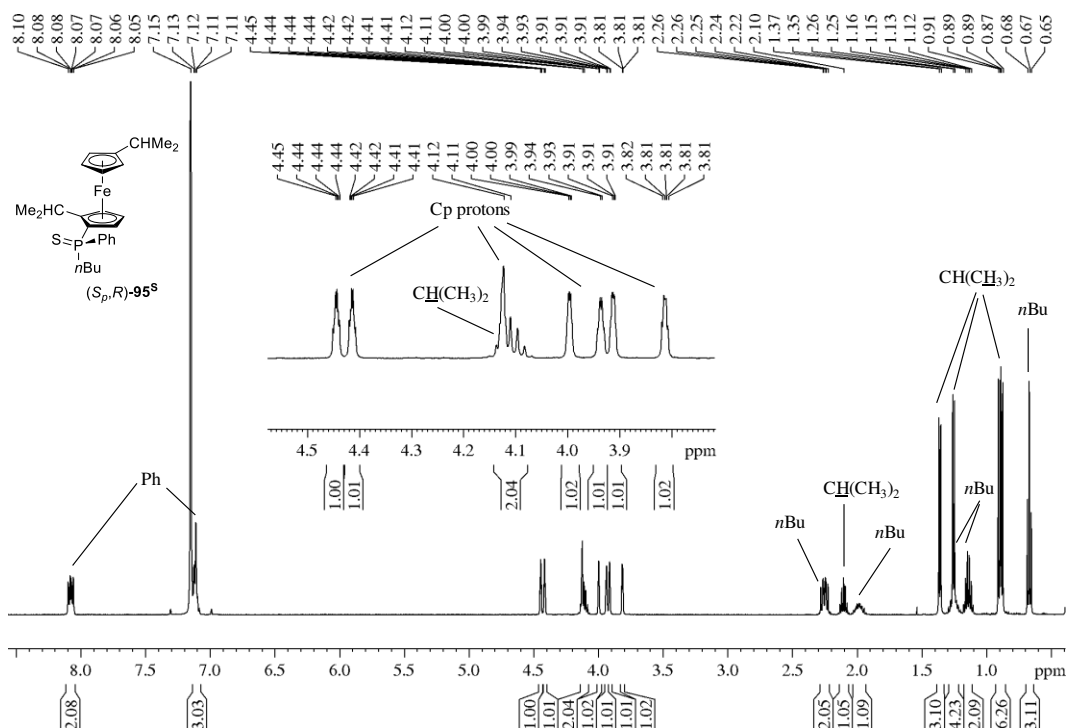 8.10 8.08 8.08 8.07 8.07 8.06 8.05 7.15 7.13 7.12 7.11 7.11 4.45 4.44 4.44 4.44 4.42 4.42 4.41 4.41 4.12 4.11 4.00 4.00 3.99 3.94 3.93 3.91 3.91 3.91 3.81 3.81 3.81 2.26 2.26 2.25 2.24 2.22 2.10 1.37 1.35 1.26 1.25 1.16 1.15 1.13 1.12 0.91 0.89 0.89 0.87 0.68 0.67 0.65
CHMe2
Fe
Me2HC
S=P Ph
nBu
(Sp,R)-95S
4.45 4.44 4.44 4.44 4.42 4.42 4.41 4.41 4.12 4.11 4.00 4.00 3.99 3.94 3.93 3.91 3.91 3.91 3.82 3.81 3.81 3.81 3.81
Cp protons
CH(CH3)2
4.5 4.4 4.3 4.2 4.1 4.0 3.9 ppm
1.00 1.01 2.04 1.02 1.01 1.01 1.02
Ph
nBu
CH(CH3)2
nBu
nBu
CH(CH3)2
nBu
8.0 7.5 7.0 6.5 6.0 5.5 5.0 4.5 4.0 3.5 3.0 2.5 2.0 1.5 1.0 ppm
2.08 3.03 1.00 1.01 2.04 1.02 1.01 1.01 1.02 2.05 1.05 1.09 3.10 4.23 2.09 6.26 3.11